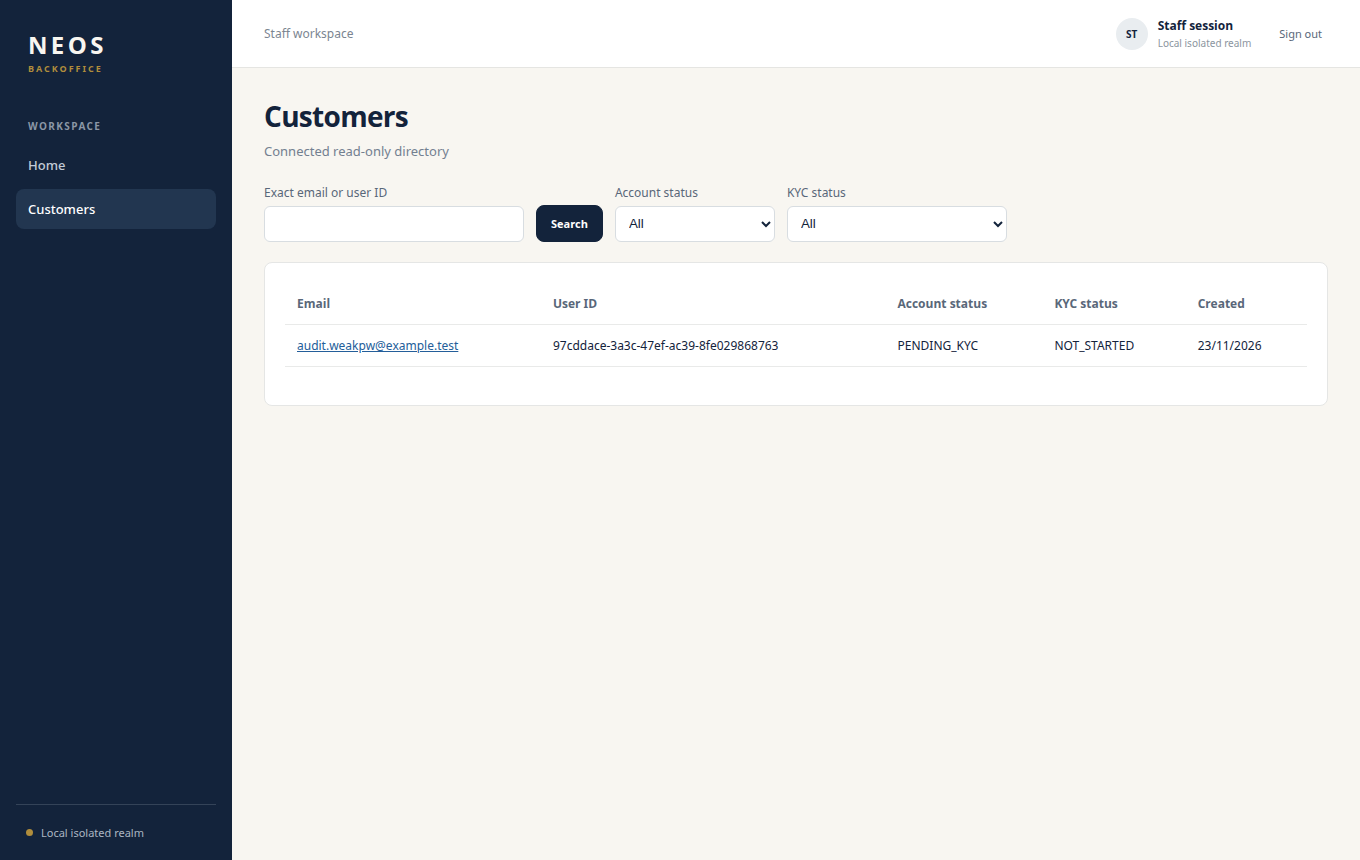 NEOS
BACKOFFICE
WORKSPACE
Home
Customers
Local isolated realm
Staff workspace
ST
Staff session
Local isolated realm
Sign out
Customers
Connected read-only directory
Exact email or user ID
Search
Account status
All
KYC status
All
Email User ID Account status KYC status Created
audit.weakpw@example.test 97cddace-3a3c-47ef-ac39-8fe029868763 PENDING_KYC NOT_STARTED 23/11/2026